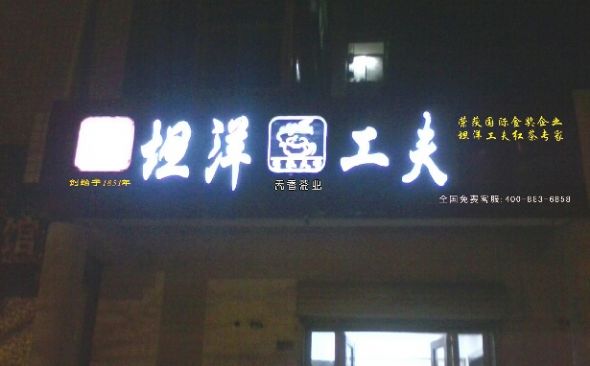 坦洋工夫
创始于1851年
天香茶业
荣获国际金奖企业
坦洋工夫红茶专家
全国免费客服:400-883-6858
馆